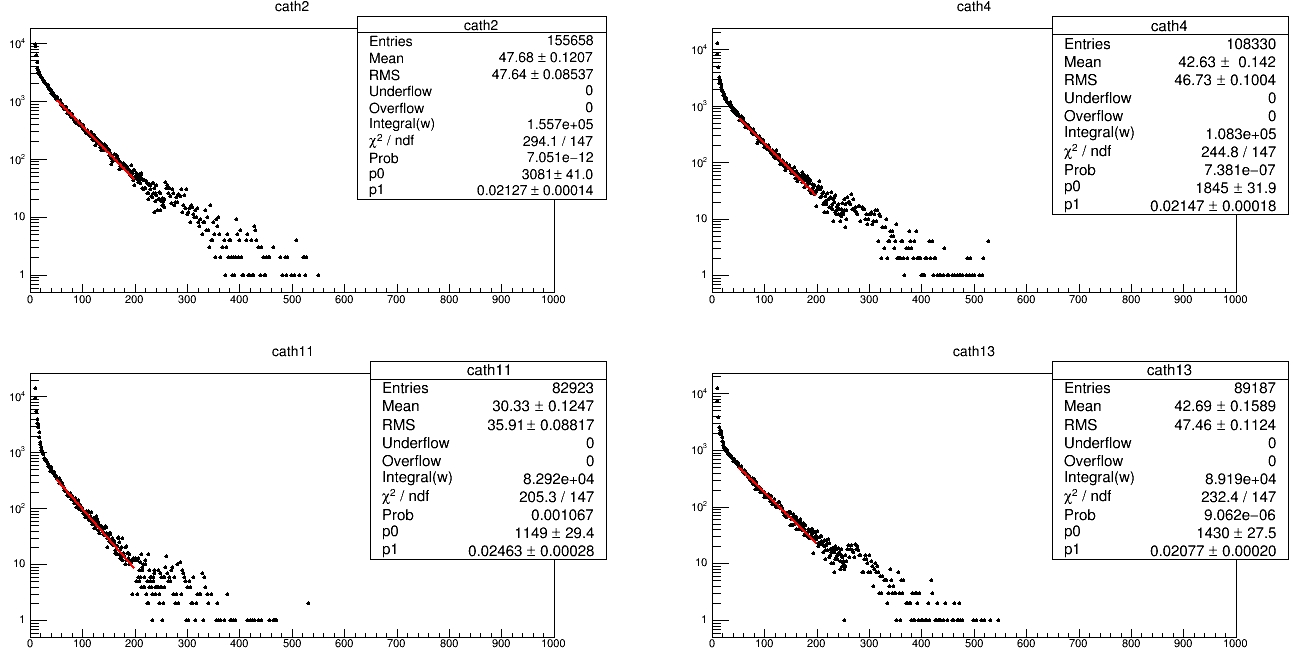 cath2
cath2
Entries 155658
Mean 47.68 ± 0.1207
RMS 47.64 ± 0.08537
Underflow 0
Overflow 0
Integral(w) 1.557e+05
χ² / ndf 294.1 / 147
Prob 7.051e−12
p0 3081 ± 41.0
p1 0.02127 ± 0.00014
10⁴
10³
10²
10
1
0 100 200 300 400 500 600 700 800 900 1000
cath4
cath4
Entries 108330
Mean 42.63 ± 0.142
RMS 46.73 ± 0.1004
Underflow 0
Overflow 0
Integral(w) 1.083e+05
χ² / ndf 244.8 / 147
Prob 7.381e−07
p0 1845 ± 31.9
p1 0.02147 ± 0.00018
10⁴
10³
10²
10
1
0 100 200 300 400 500 600 700 800 900 1000
cath11
cath11
Entries 82923
Mean 30.33 ± 0.1247
RMS 35.91 ± 0.08817
Underflow 0
Overflow 0
Integral(w) 8.292e+04
χ² / ndf 205.3 / 147
Prob 0.001067
p0 1149 ± 29.4
p1 0.02463 ± 0.00028
10⁴
10³
10²
10
1
0 100 200 300 400 500 600 700 800 900 1000
cath13
cath13
Entries 89187
Mean 42.69 ± 0.1589
RMS 47.46 ± 0.1124
Underflow 0
Overflow 0
Integral(w) 8.919e+04
χ² / ndf 232.4 / 147
Prob 9.062e−06
p0 1430 ± 27.5
p1 0.02077 ± 0.00020
10⁴
10³
10²
10
1
0 100 200 300 400 500 600 700 800 900 1000